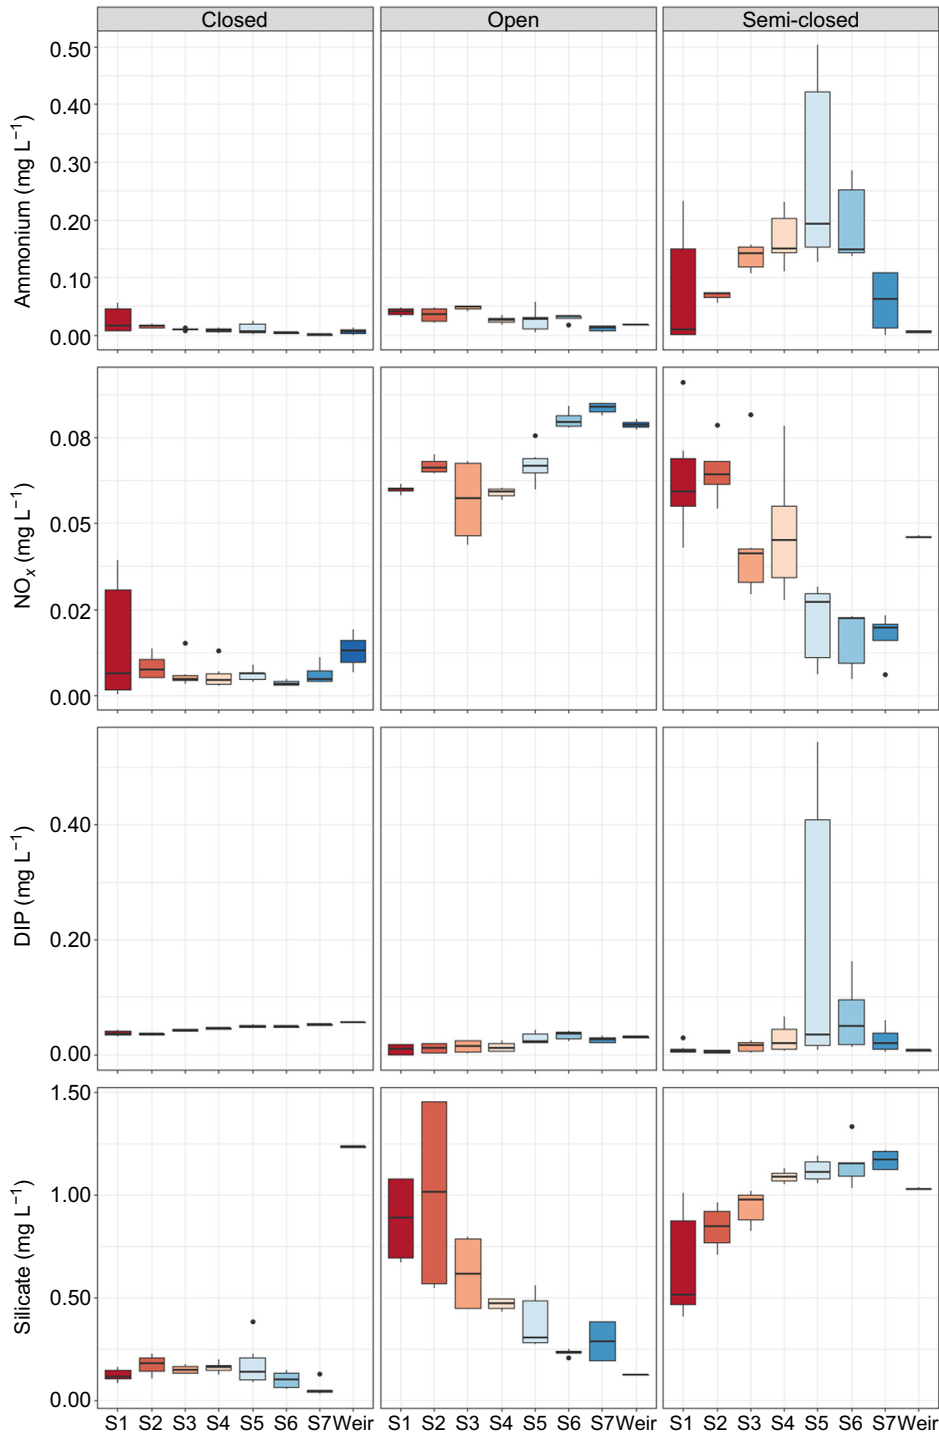 Closed Open Semi-closed
Ammonium (mg L⁻¹)
0.50
0.40
0.30
0.20
0.10
0.00
NOₓ (mg L⁻¹)
0.08
0.05
0.02
0.00
DIP (mg L⁻¹)
0.40
0.20
0.00
Silicate (mg L⁻¹)
1.50
1.00
0.50
0.00
S1 S2 S3 S4 S5 S6 S7 Weir S1 S2 S3 S4 S5 S6 S7 Weir S1 S2 S3 S4 S5 S6 S7 Weir